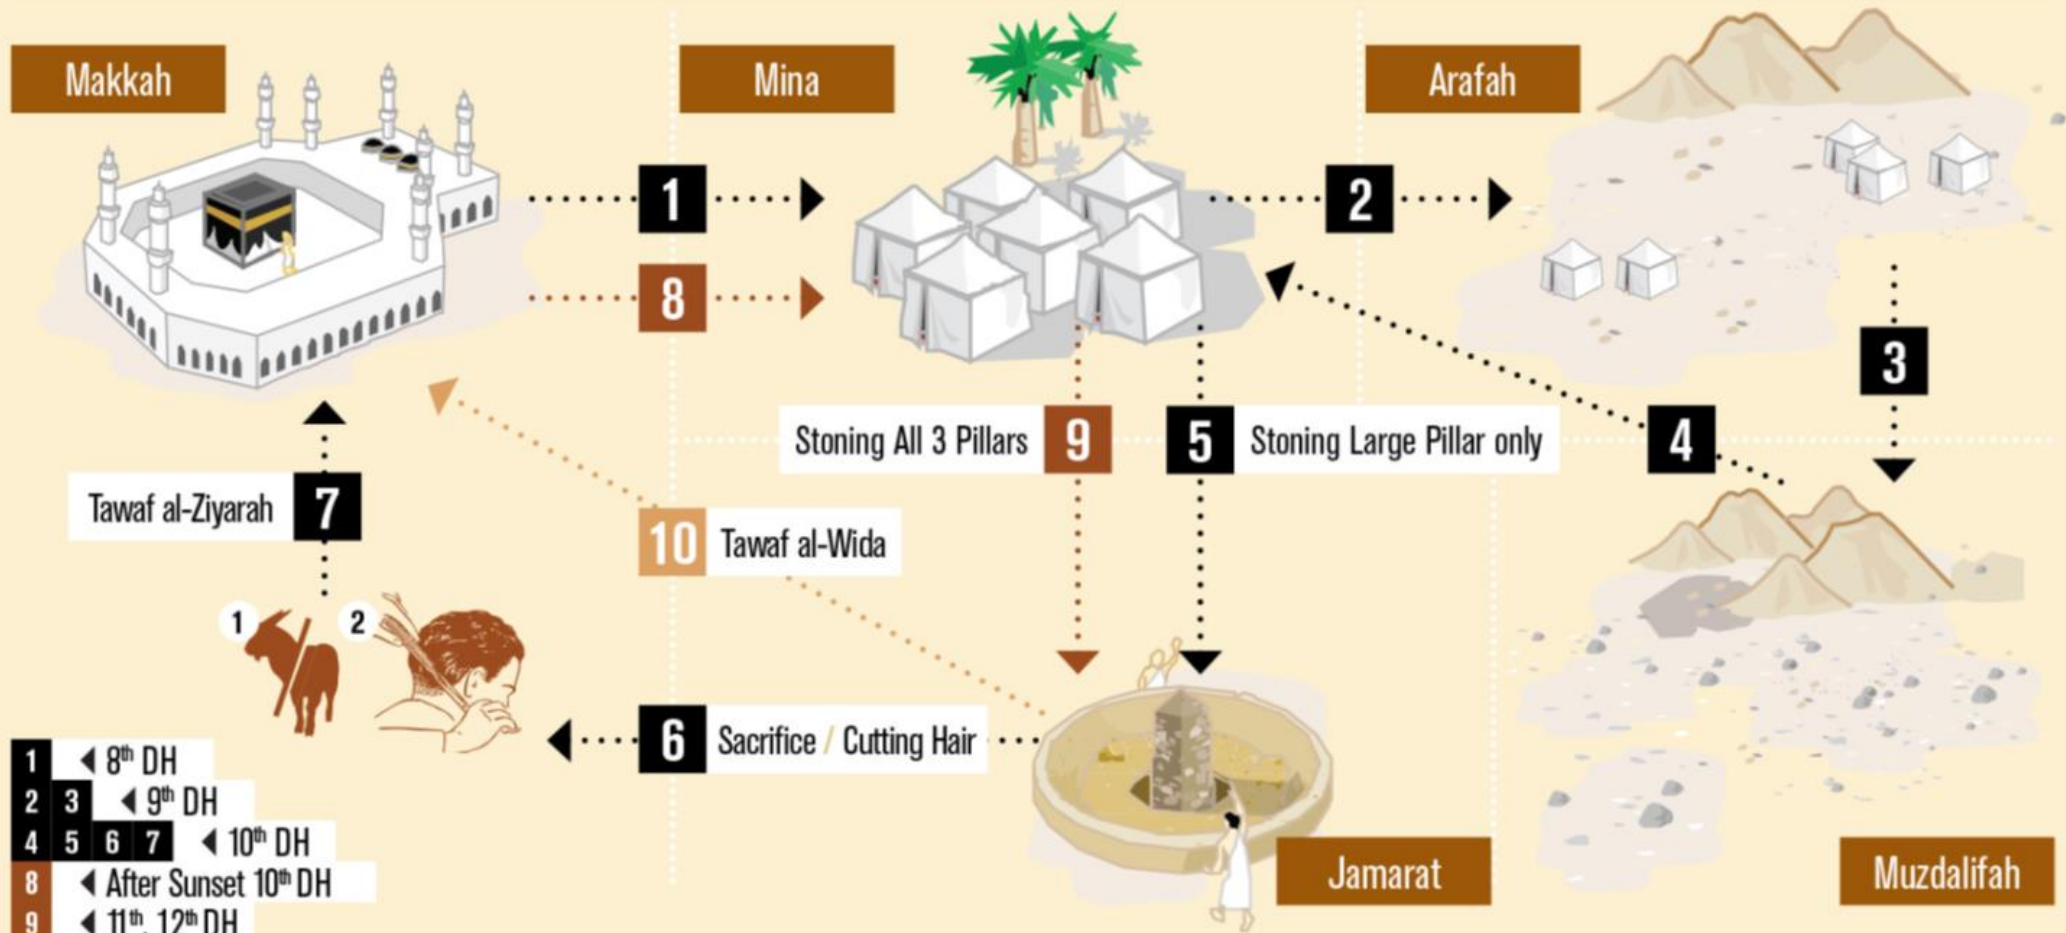 Makkah
Mina
Arafah
1
2
8
3
Stoning All 3 Pillars 9
5 Stoning Large Pillar only
4
Tawaf al-Ziyarah 7
10 Tawaf al-Wida
1 2
6 Sacrifice / Cutting Hair
1 8th DH
2 3 9th DH
4 5 6 7 10th DH
8 After Sunset 10th DH
9 11th, 12th DH
Jamarat
Muzdalifah